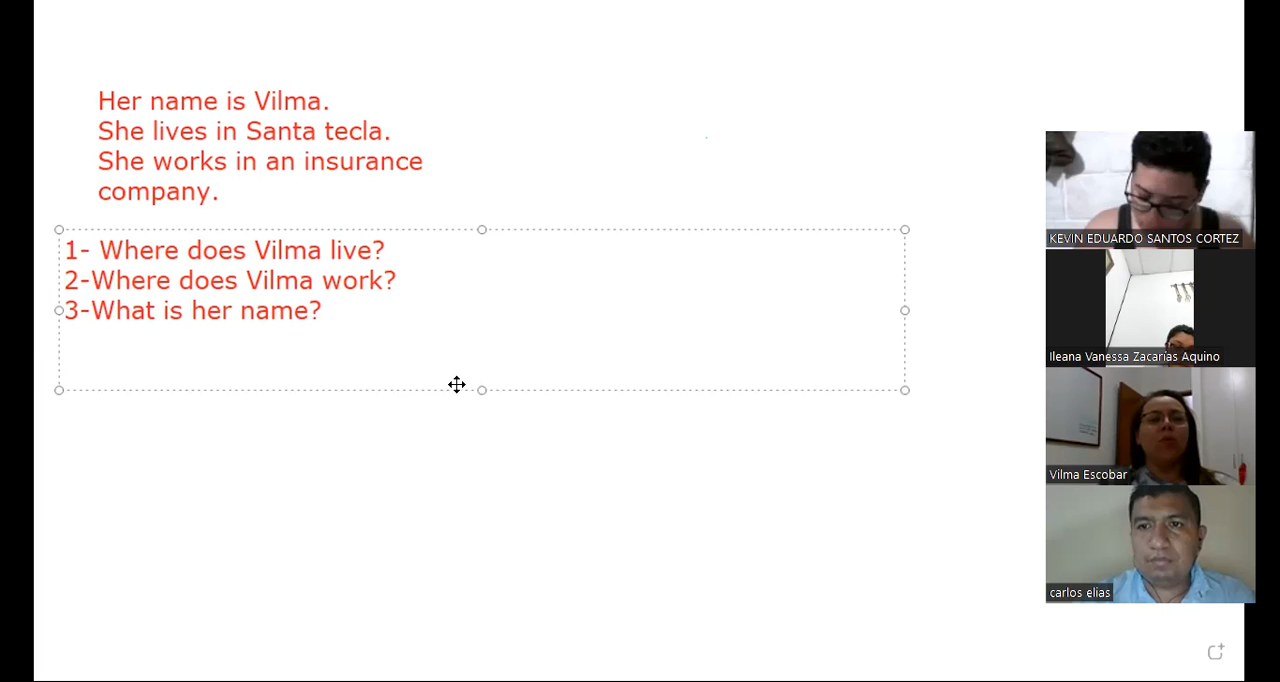 Her name is Vilma.
She lives in Santa tecla.
She works in an insurance
company.
1- Where does Vilma live?
2-Where does Vilma work?
3-What is her name?
KEVIN EDUARDO SANTOS CORTEZ
Ileana Vanessa Zacarías Aquino
Vilma Escobar
carlos elias